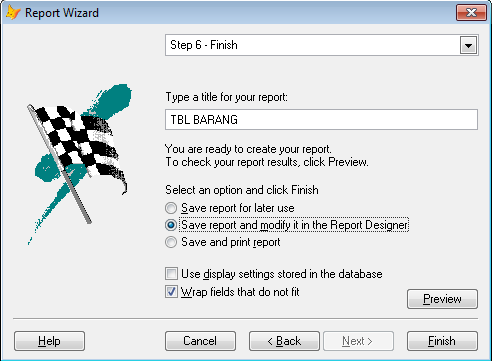 Report Wizard
Step 6 - Finish
Type a title for your report:
TBL BARANG
You are ready to create your report.
To check your report results, click Preview.
Select an option and click Finish
Save report for later use
Save report and modify it in the Report Designer
Save and print report
Use display settings stored in the database
Wrap fields that do not fit
Preview
Help
Cancel
< Back
Next >
Finish